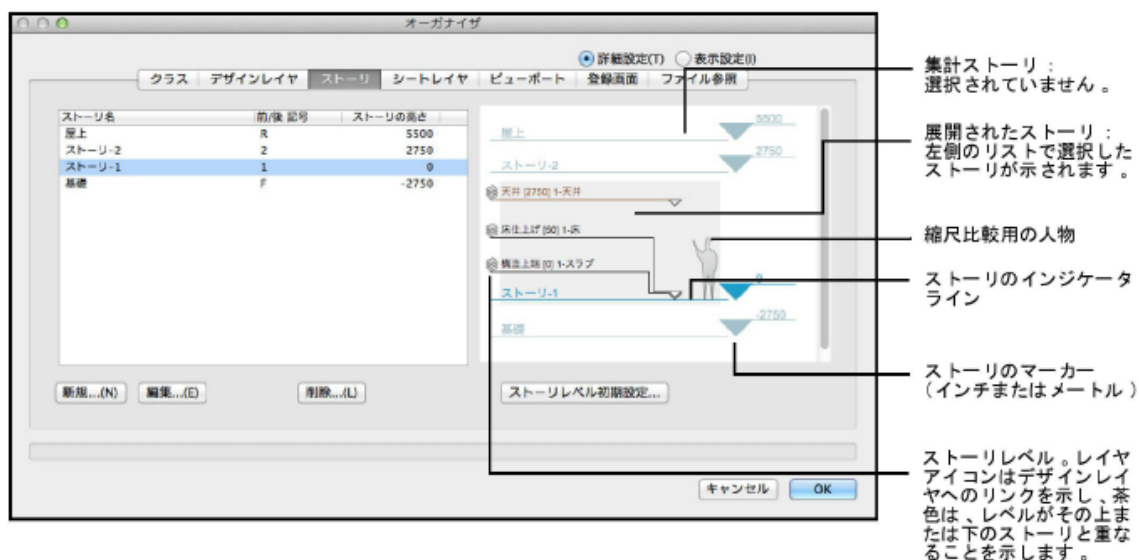 オーガナイザ
詳細設定(T) 表示設定(I)
クラス デザインレイヤ ストーリ シートレイヤ ビューポート 登録画面 ファイル参照
ストーリ名 前/後 記号 ストーリの高さ
屋上 R 5500
ストーリ-2 2 2750
ストーリ-1 1 0
基礎 F -2750
屋上 5500
ストーリ-2 2750
天井 [2750] 1-天井
床仕上げ [50] 1-床
構造上端 [0] 1-スラブ
ストーリ-1 0
基礎 -2750
新規...(N) 編集...(E) 削除...(L) ストーリレベル初期設定...
キャンセル OK
集計ストーリ :
選択されていません 。
展開されたストーリ :
左側のリストで選択した
ストーリが示されます 。
縮尺比較用の人物
ストーリのインジケータ
ライン
ストーリのマーカー
(インチまたはメートル )
ストーリレベル 。レイヤ
アイコンはデザインレイ
ヤへのリンクを示し 、茶
色は 、レベルがその上ま
たは下のストーリと重な
ることを示します 。